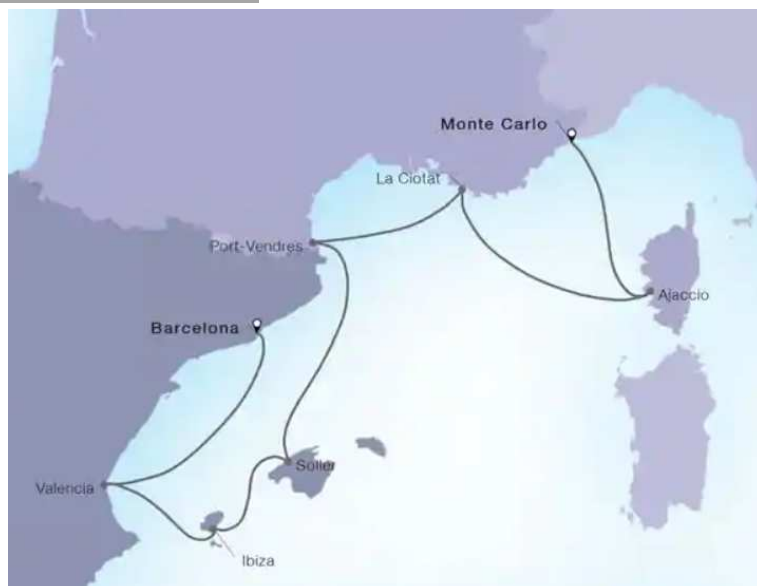 Monte Carlo
La Ciotat
Port-Vendres
Ajaccio
Barcelona
Sóller
Valencia
Ibiza